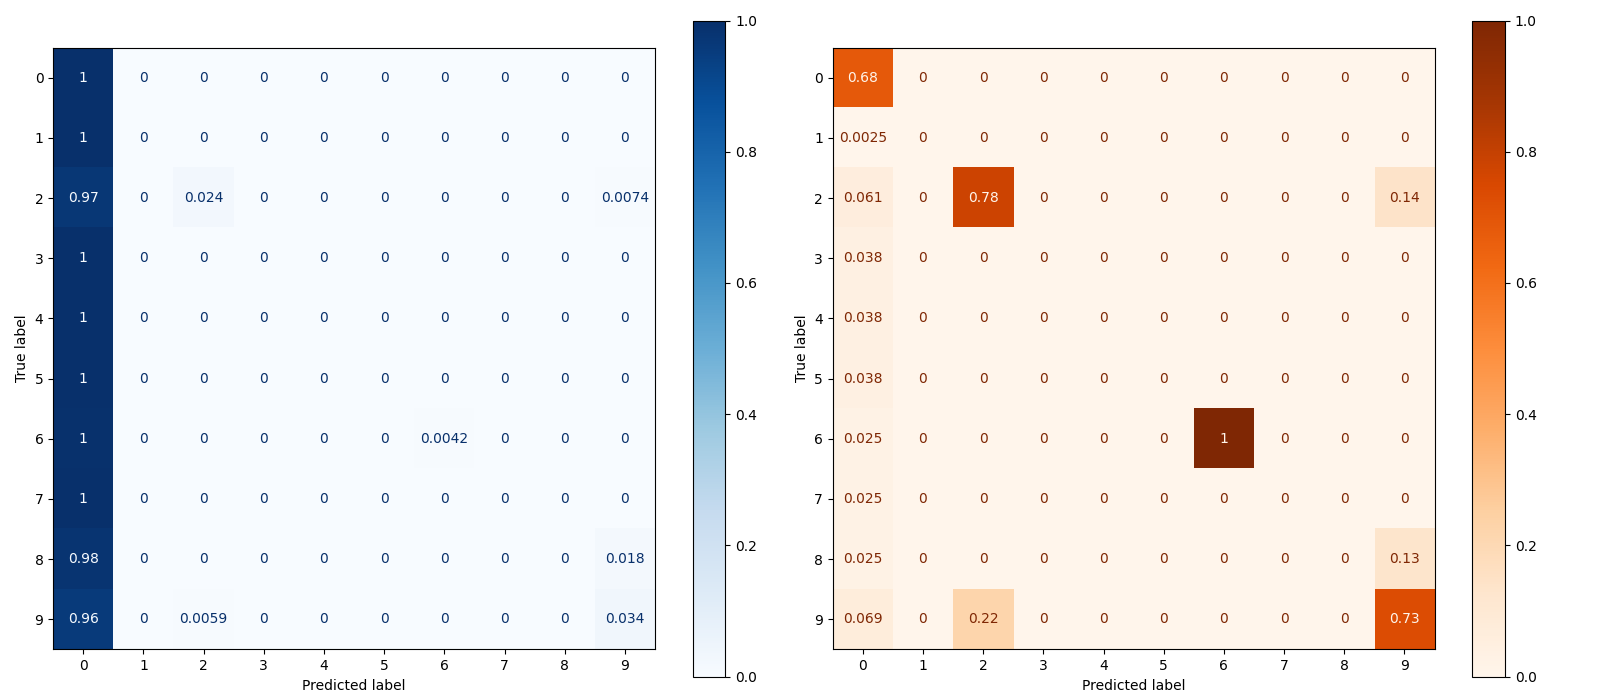 1.0
1.0
0 1 0 0 0 0 0 0 0 0 0
0 0.68 0 0 0 0 0 0 0 0 0
1 1 0 0 0 0 0 0 0 0 0
1 0.0025 0 0 0 0 0 0 0 0 0
0.8
0.8
2 0.97 0 0.024 0 0 0 0 0 0 0.0074
2 0.061 0 0.78 0 0 0 0 0 0 0.14
3 1 0 0 0 0 0 0 0 0 0
3 0.038 0 0 0 0 0 0 0 0 0
0.6
0.6
4 1 0 0 0 0 0 0 0 0 0
4 0.038 0 0 0 0 0 0 0 0 0
True label
True label
5 1 0 0 0 0 0 0 0 0 0
5 0.038 0 0 0 0 0 0 0 0 0
0.4
0.4
6 1 0 0 0 0 0 0.0042 0 0 0
6 0.025 0 0 0 0 0 1 0 0 0
7 1 0 0 0 0 0 0 0 0 0
7 0.025 0 0 0 0 0 0 0 0 0
0.2
0.2
8 0.98 0 0 0 0 0 0 0 0 0.018
8 0.025 0 0 0 0 0 0 0 0 0.13
9 0.96 0 0.0059 0 0 0 0 0 0 0.034
9 0.069 0 0.22 0 0 0 0 0 0 0.73
0 1 2 3 4 5 6 7 8 9
0 1 2 3 4 5 6 7 8 9
0.0
0.0
Predicted label
Predicted label